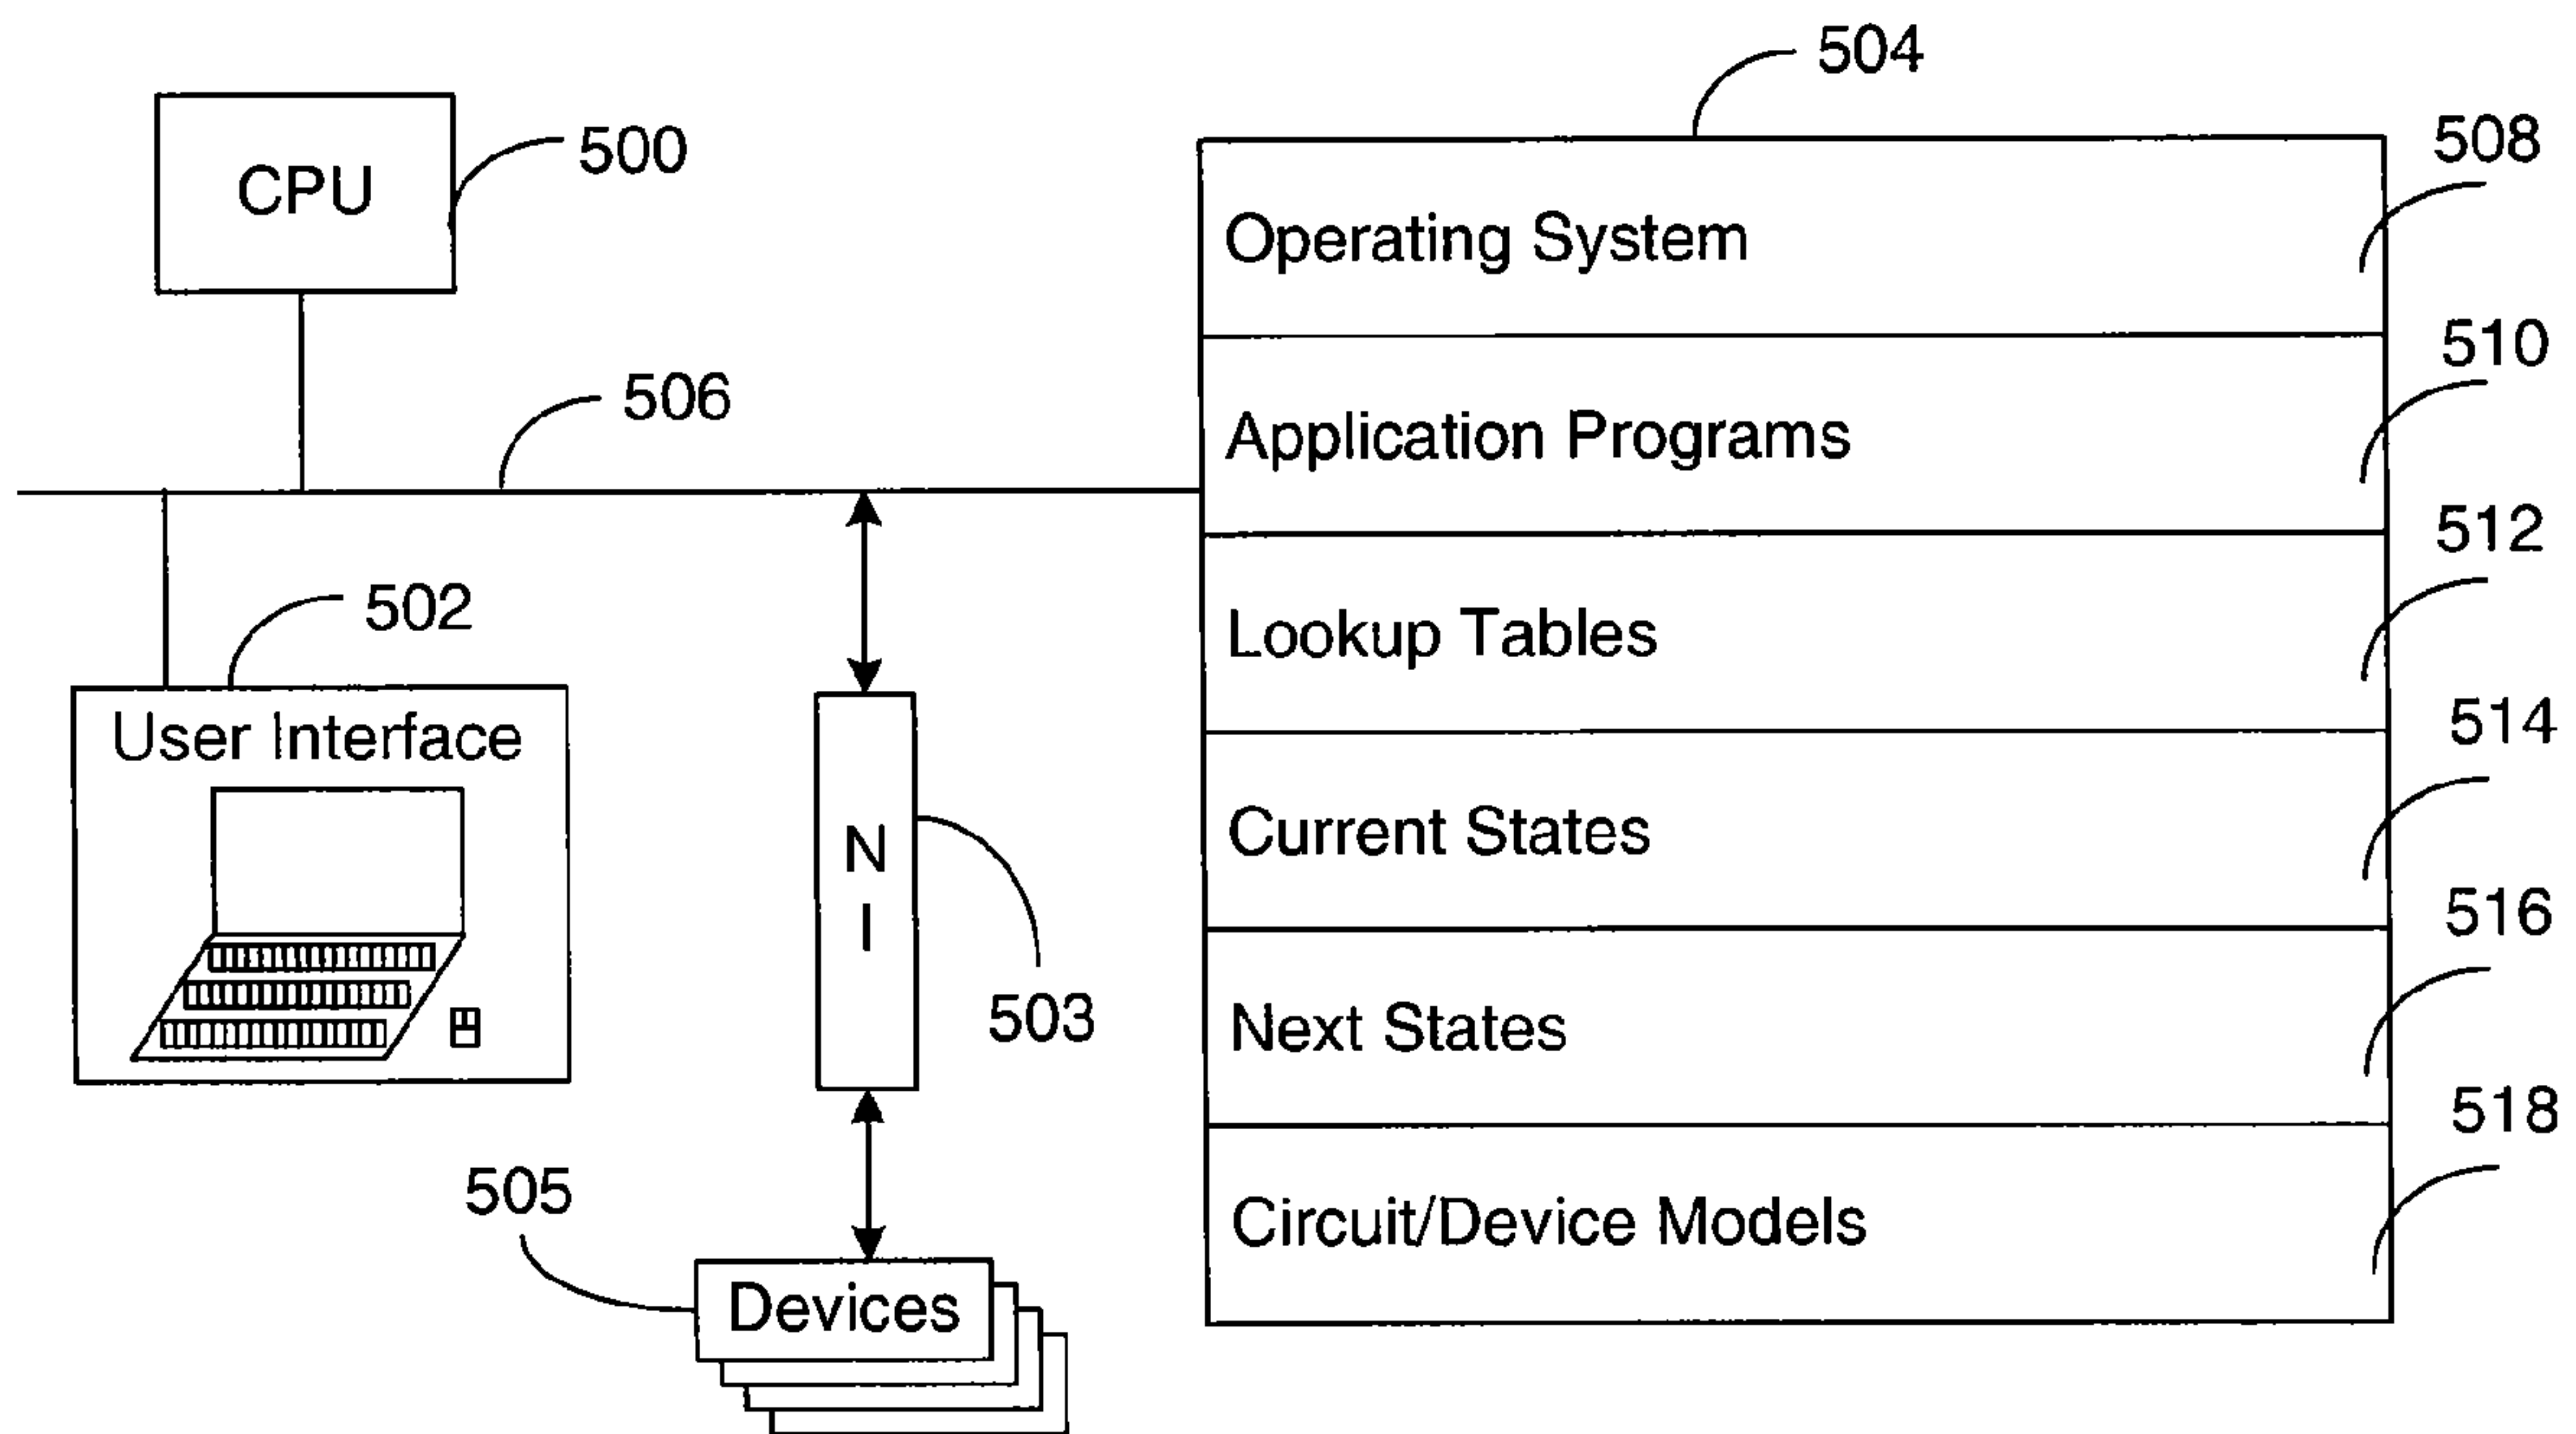 504
CPU
500
508
Operating System
510
506
Application Programs
512
502
Lookup Tables
User Interface
514
N
I
Current States
503
516
Next States
518
505
Circuit/Device Models
Devices